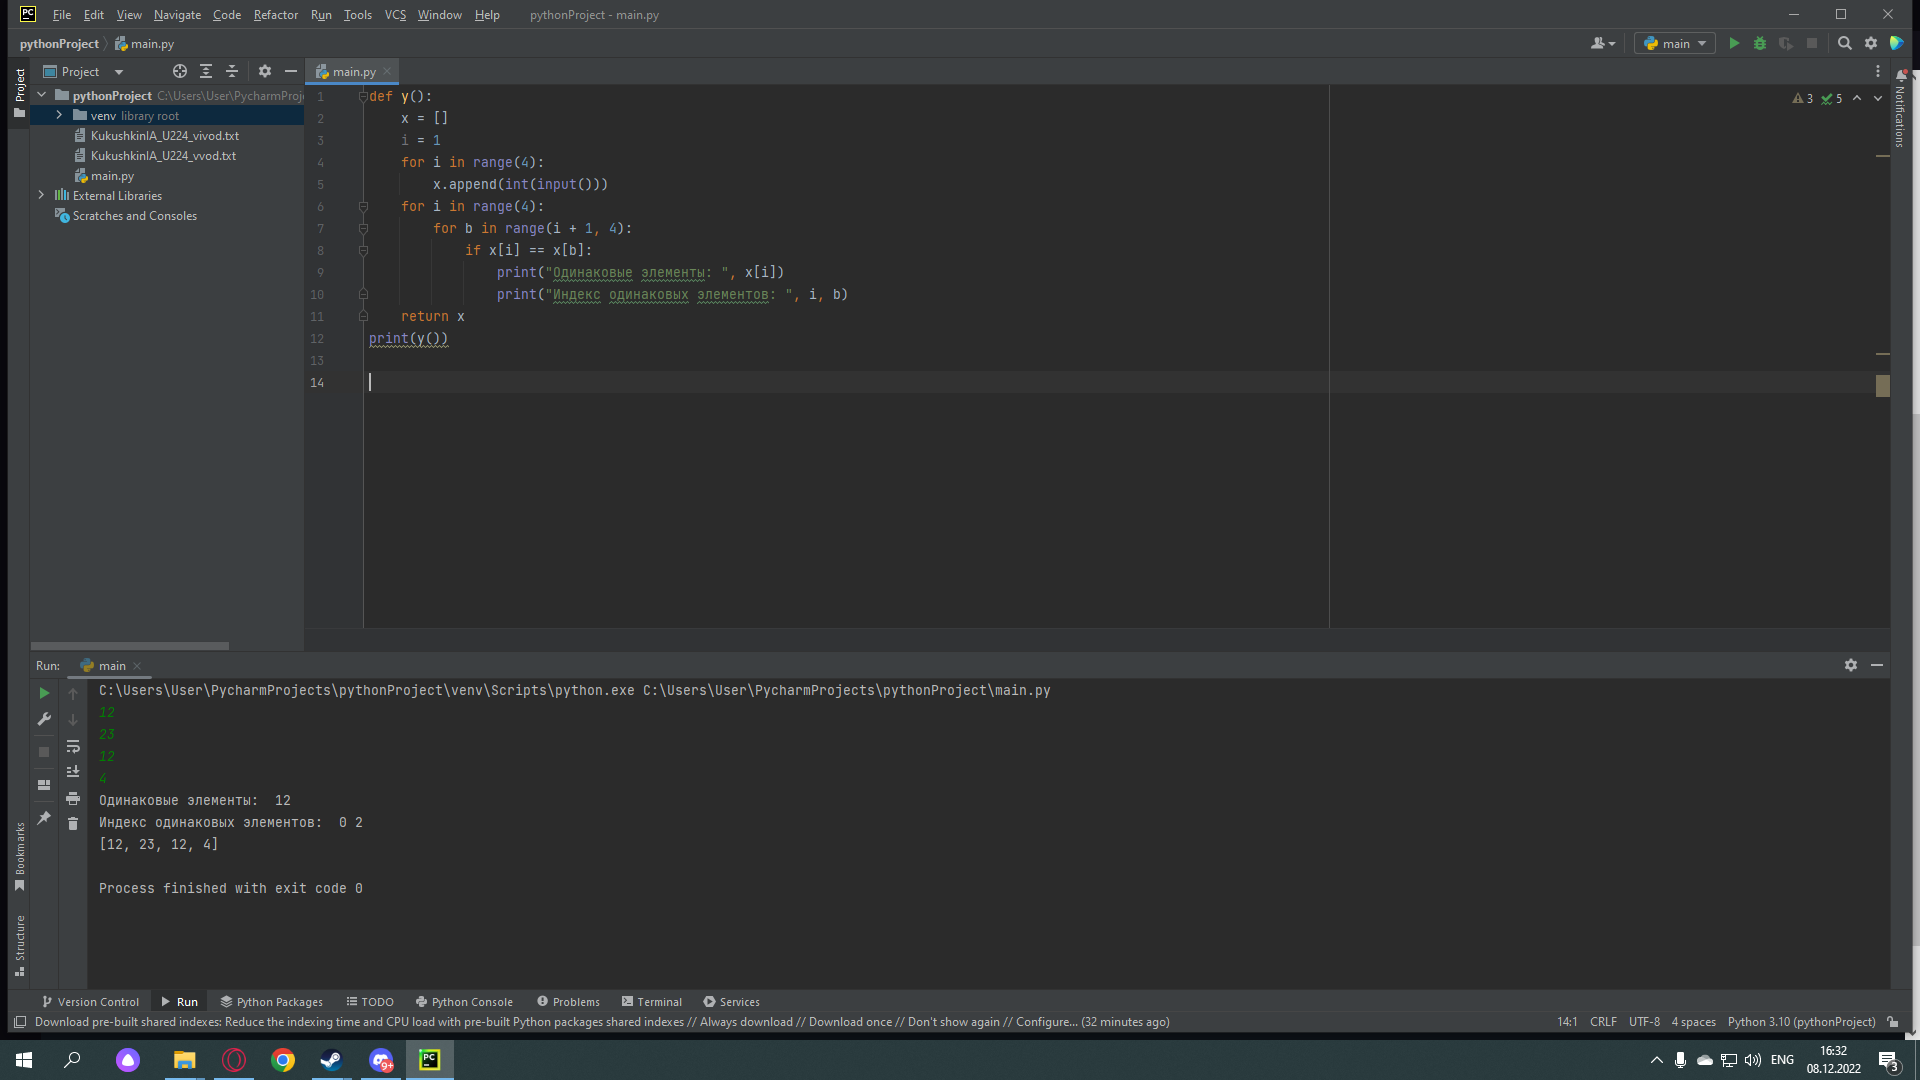 PC File Edit View Navigate Code Refactor Run Tools VCS Window Help pythonProject - main.py
pythonProject main.py main
Project Project main.py
pythonProject C:\Users\User\PycharmProj
venv library root
KukushkinIA_U224_vivod.txt
KukushkinIA_U224_vvod.txt
main.py
External Libraries
Scratches and Consoles
3 5
Notifications
1 def y():
2     x = []
3     i = 1
4     for i in range(4):
5         x.append(int(input()))
6     for i in range(4):
7         for b in range(i + 1, 4):
8             if x[i] == x[b]:
9                 print("Одинаковые элементы: ", x[i])
10                 print("Индекс одинаковых элементов: ", i, b)
11     return x
12 print(y())
13
14
Run: main
C:\Users\User\PycharmProjects\pythonProject\venv\Scripts\python.exe C:\Users\User\PycharmProjects\pythonProject\main.py
12
23
12
4
Одинаковые элементы:  12
Индекс одинаковых элементов:  0 2
[12, 23, 12, 4]
Process finished with exit code 0
Bookmarks
Structure
Version Control Run Python Packages TODO Python Console Problems Terminal Services
Download pre-built shared indexes: Reduce the indexing time and CPU load with pre-built Python packages shared indexes // Always download // Download once // Don't show again // Configure... (32 minutes ago) 14:1 CRLF UTF-8 4 spaces Python 3.10 (pythonProject)
9+ PC ENG 16:32
08.12.2022 3